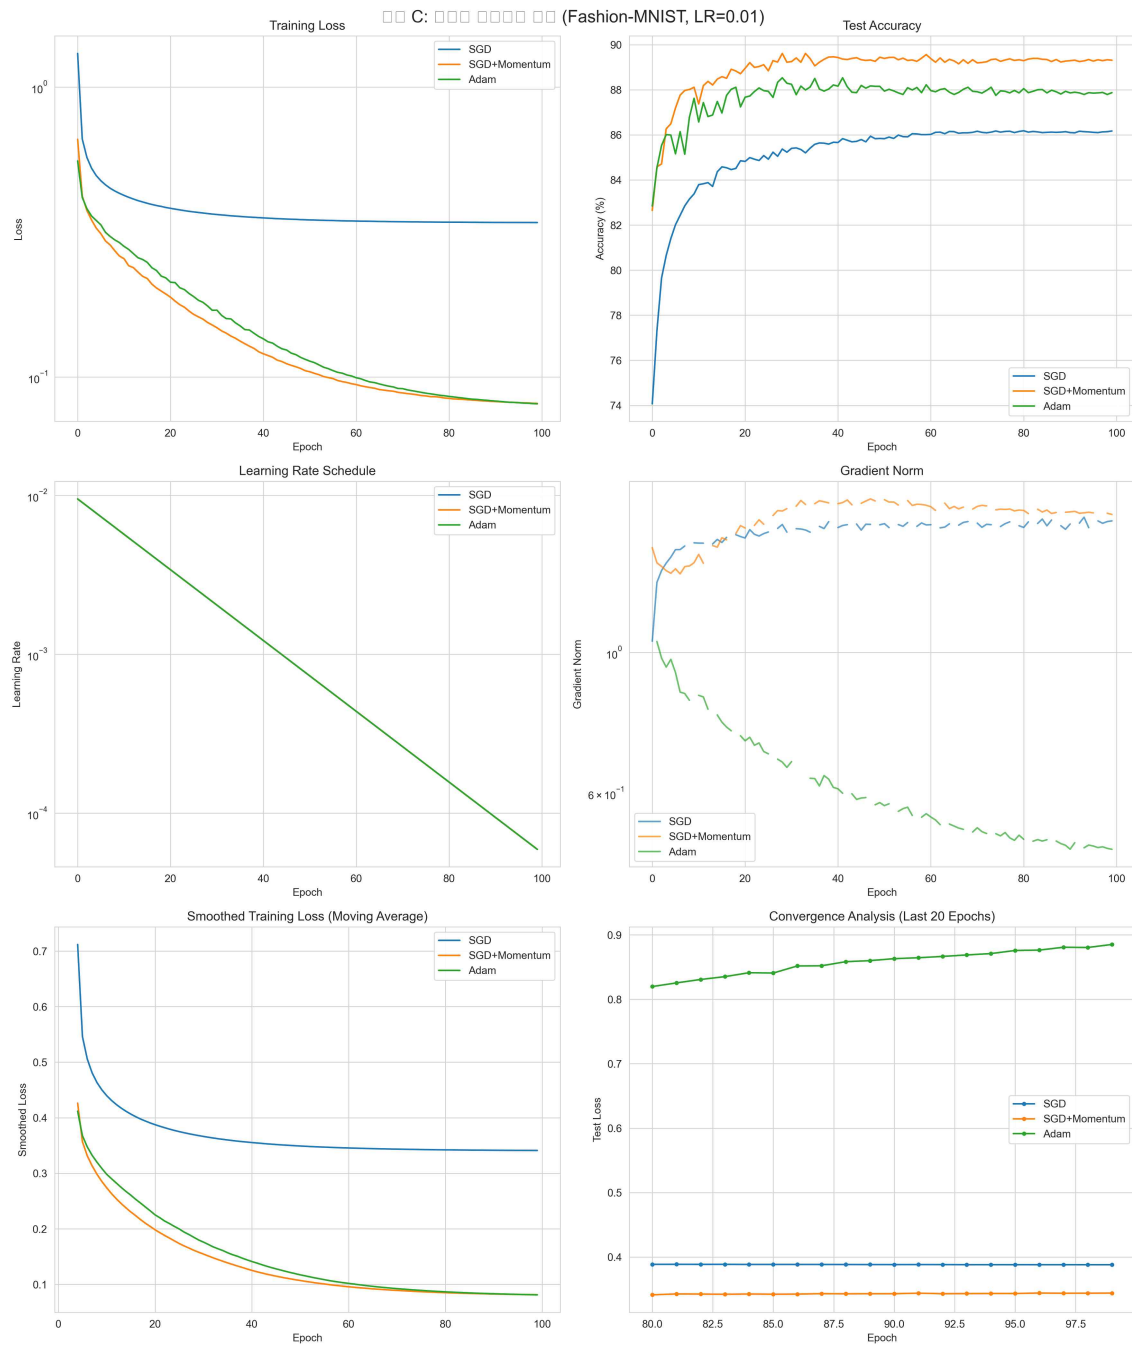 C: (Fashion-MNIST, LR=0.01)
Training Loss
Loss
10⁰
10⁻¹
0 20 40 60 80 100
Epoch
SGD
SGD+Momentum
Adam
Test Accuracy
Accuracy (%)
90
88
86
84
82
80
78
76
74
0 20 40 60 80 100
Epoch
SGD
SGD+Momentum
Adam
Learning Rate Schedule
Learning Rate
10⁻²
10⁻³
10⁻⁴
0 20 40 60 80 100
Epoch
SGD
SGD+Momentum
Adam
Gradient Norm
Gradient Norm
10⁰
6 × 10⁻¹
0 20 40 60 80 100
Epoch
SGD
SGD+Momentum
Adam
Smoothed Training Loss (Moving Average)
Smoothed Loss
0.7
0.6
0.5
0.4
0.3
0.2
0.1
0 20 40 60 80 100
Epoch
SGD
SGD+Momentum
Adam
Convergence Analysis (Last 20 Epochs)
Test Loss
0.9
0.8
0.7
0.6
0.5
0.4
80.0 82.5 85.0 87.5 90.0 92.5 95.0 97.5
Epoch
SGD
SGD+Momentum
Adam